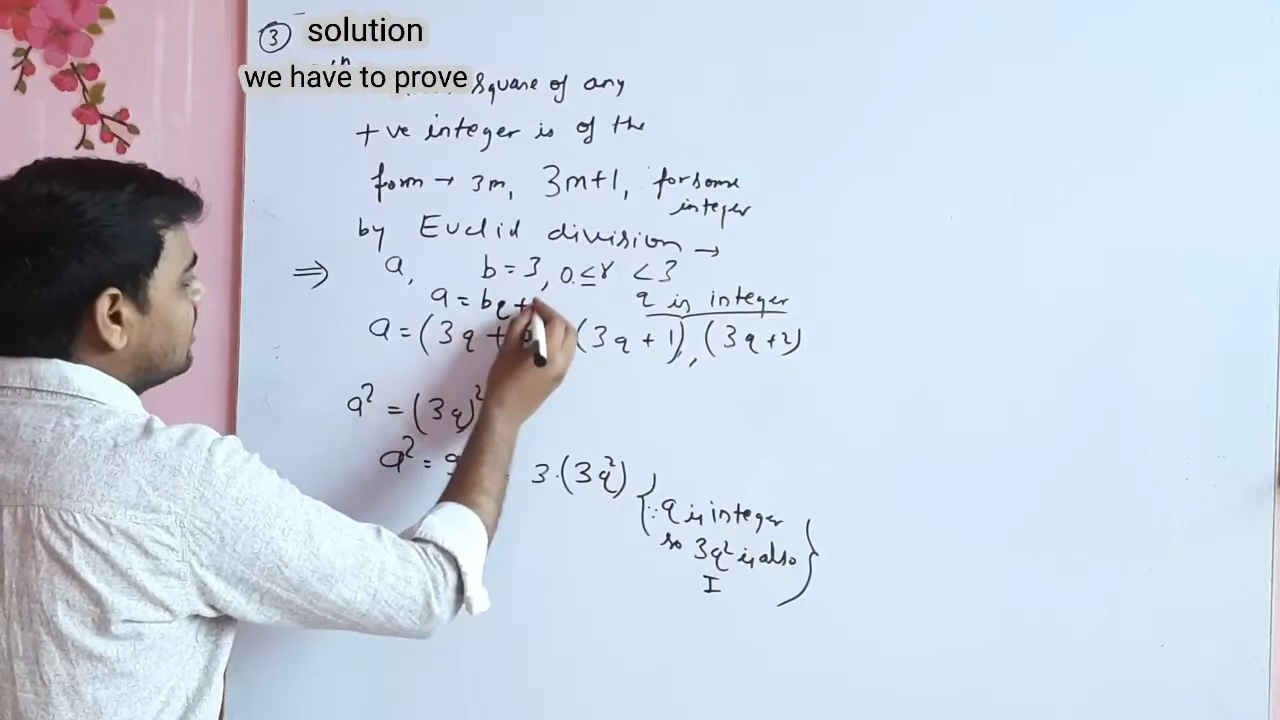 ③ solution
we have to prove square of any
+ve integer is of the
form → 3m, 3m+1, for some
integer
by Euclid division →
⇒ a, b = 3, 0 ≤ r < 3
a = bq + q is integer
a = (3q + (3q + 1), (3q + 2)
a² = (3q)²
a² = 9 3·(3q²)
{∵ q is integer
so 3q² is also
I }